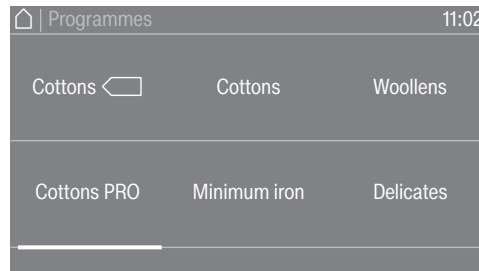 Programmes 11:02
Cottons Cottons Woollens
Cottons PRO Minimum iron Delicates